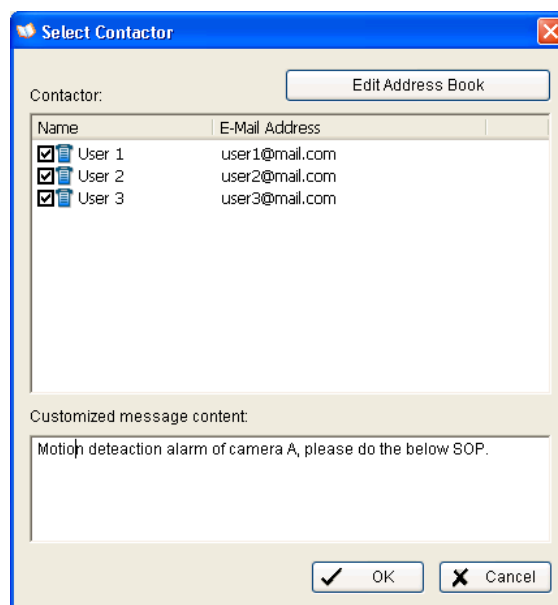 Select Contactor
Edit Address Book
Contactor:
Name E-Mail Address
User 1 user1@mail.com
User 2 user2@mail.com
User 3 user3@mail.com
Customized message content:
Motion deteaction alarm of camera A, please do the below SOP.
OK Cancel